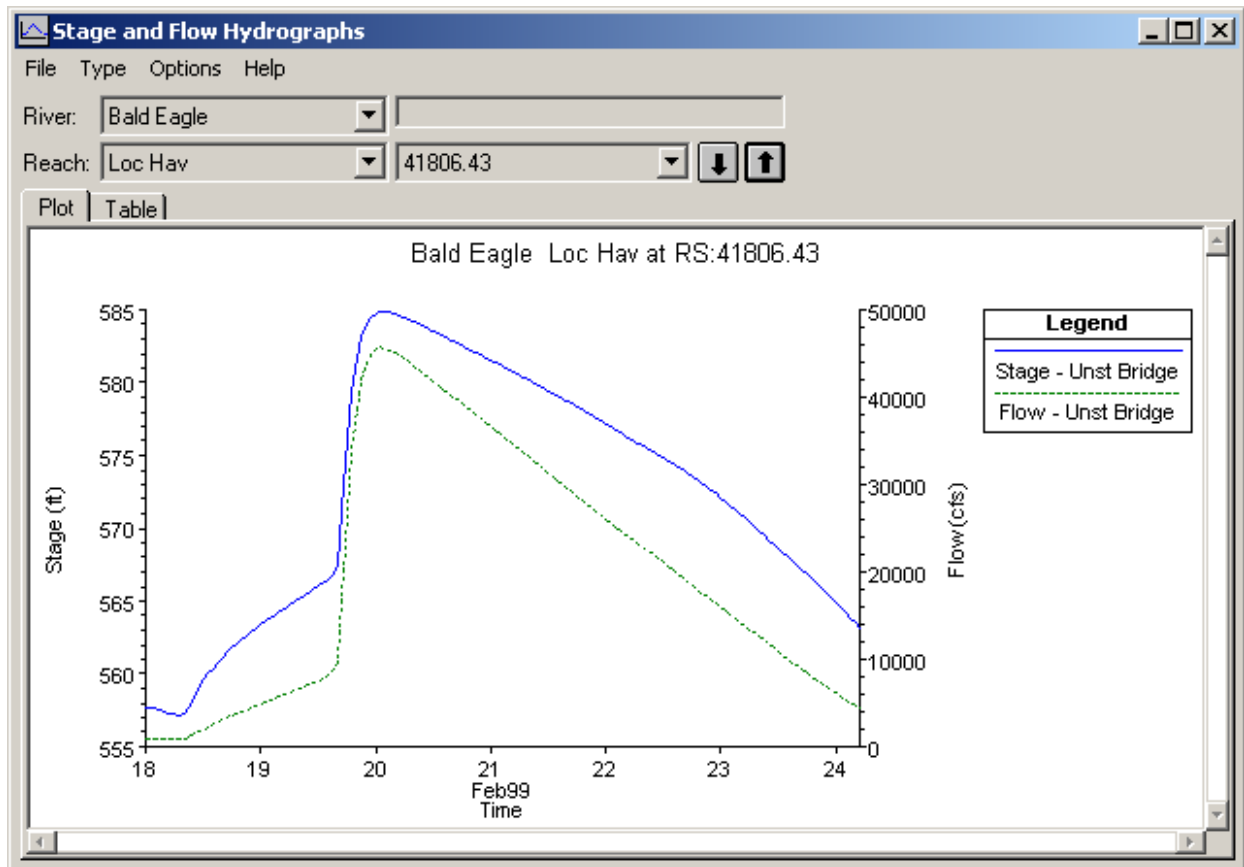 Stage and Flow Hydrographs
File Type Options Help
River: Bald Eagle
Reach: Loc Hav 41806.43
Plot Table
Bald Eagle Loc Hav at RS:41806.43
585
580
575
570
565
560
555
Stage (ft)
50000
40000
30000
20000
10000
0
Flow(cfs)
18 19 20 21 22 23 24
Feb99
Time
Legend
Stage - Unst Bridge
Flow - Unst Bridge